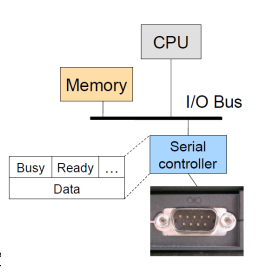 CPU
Memory
I/O Bus
Serial
controller
Busy Ready ...
Data